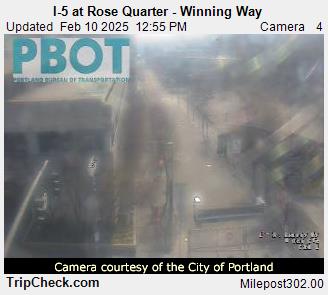 I-5 at Rose Quarter - Winning Way
Updated Feb 10 2025 12:55 PM Camera 4
PBOT
PORTLAND BUREAU OF TRANSPORTATION
Camera courtesy of the City of Portland
TripCheck.com Milepost302.00